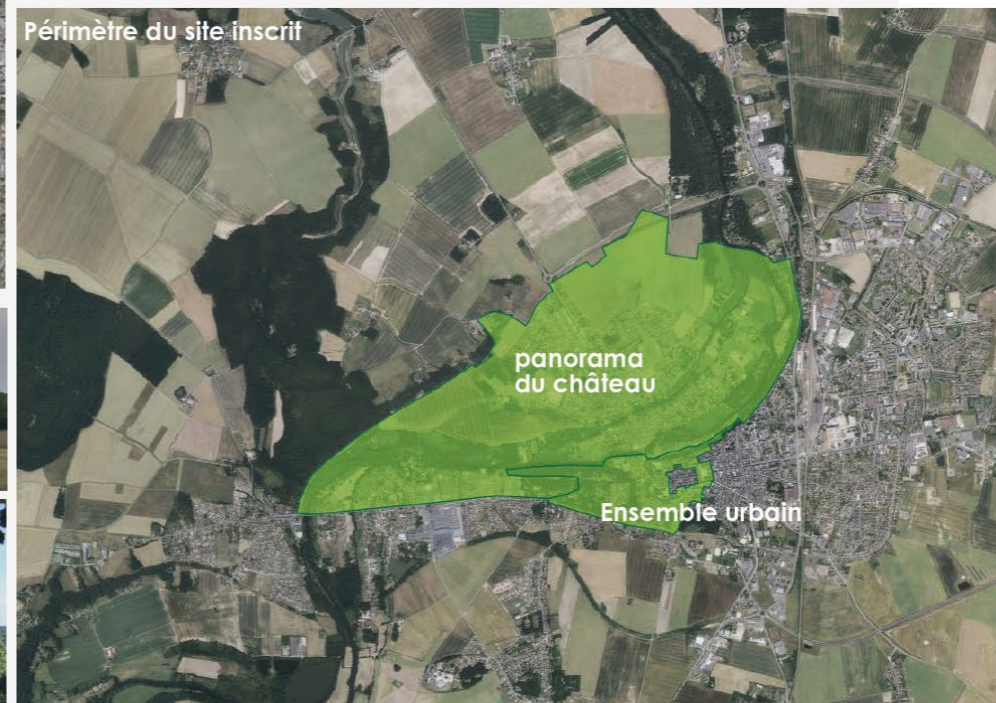 Périmètre du site inscrit
panorama
du château
Ensemble urbain